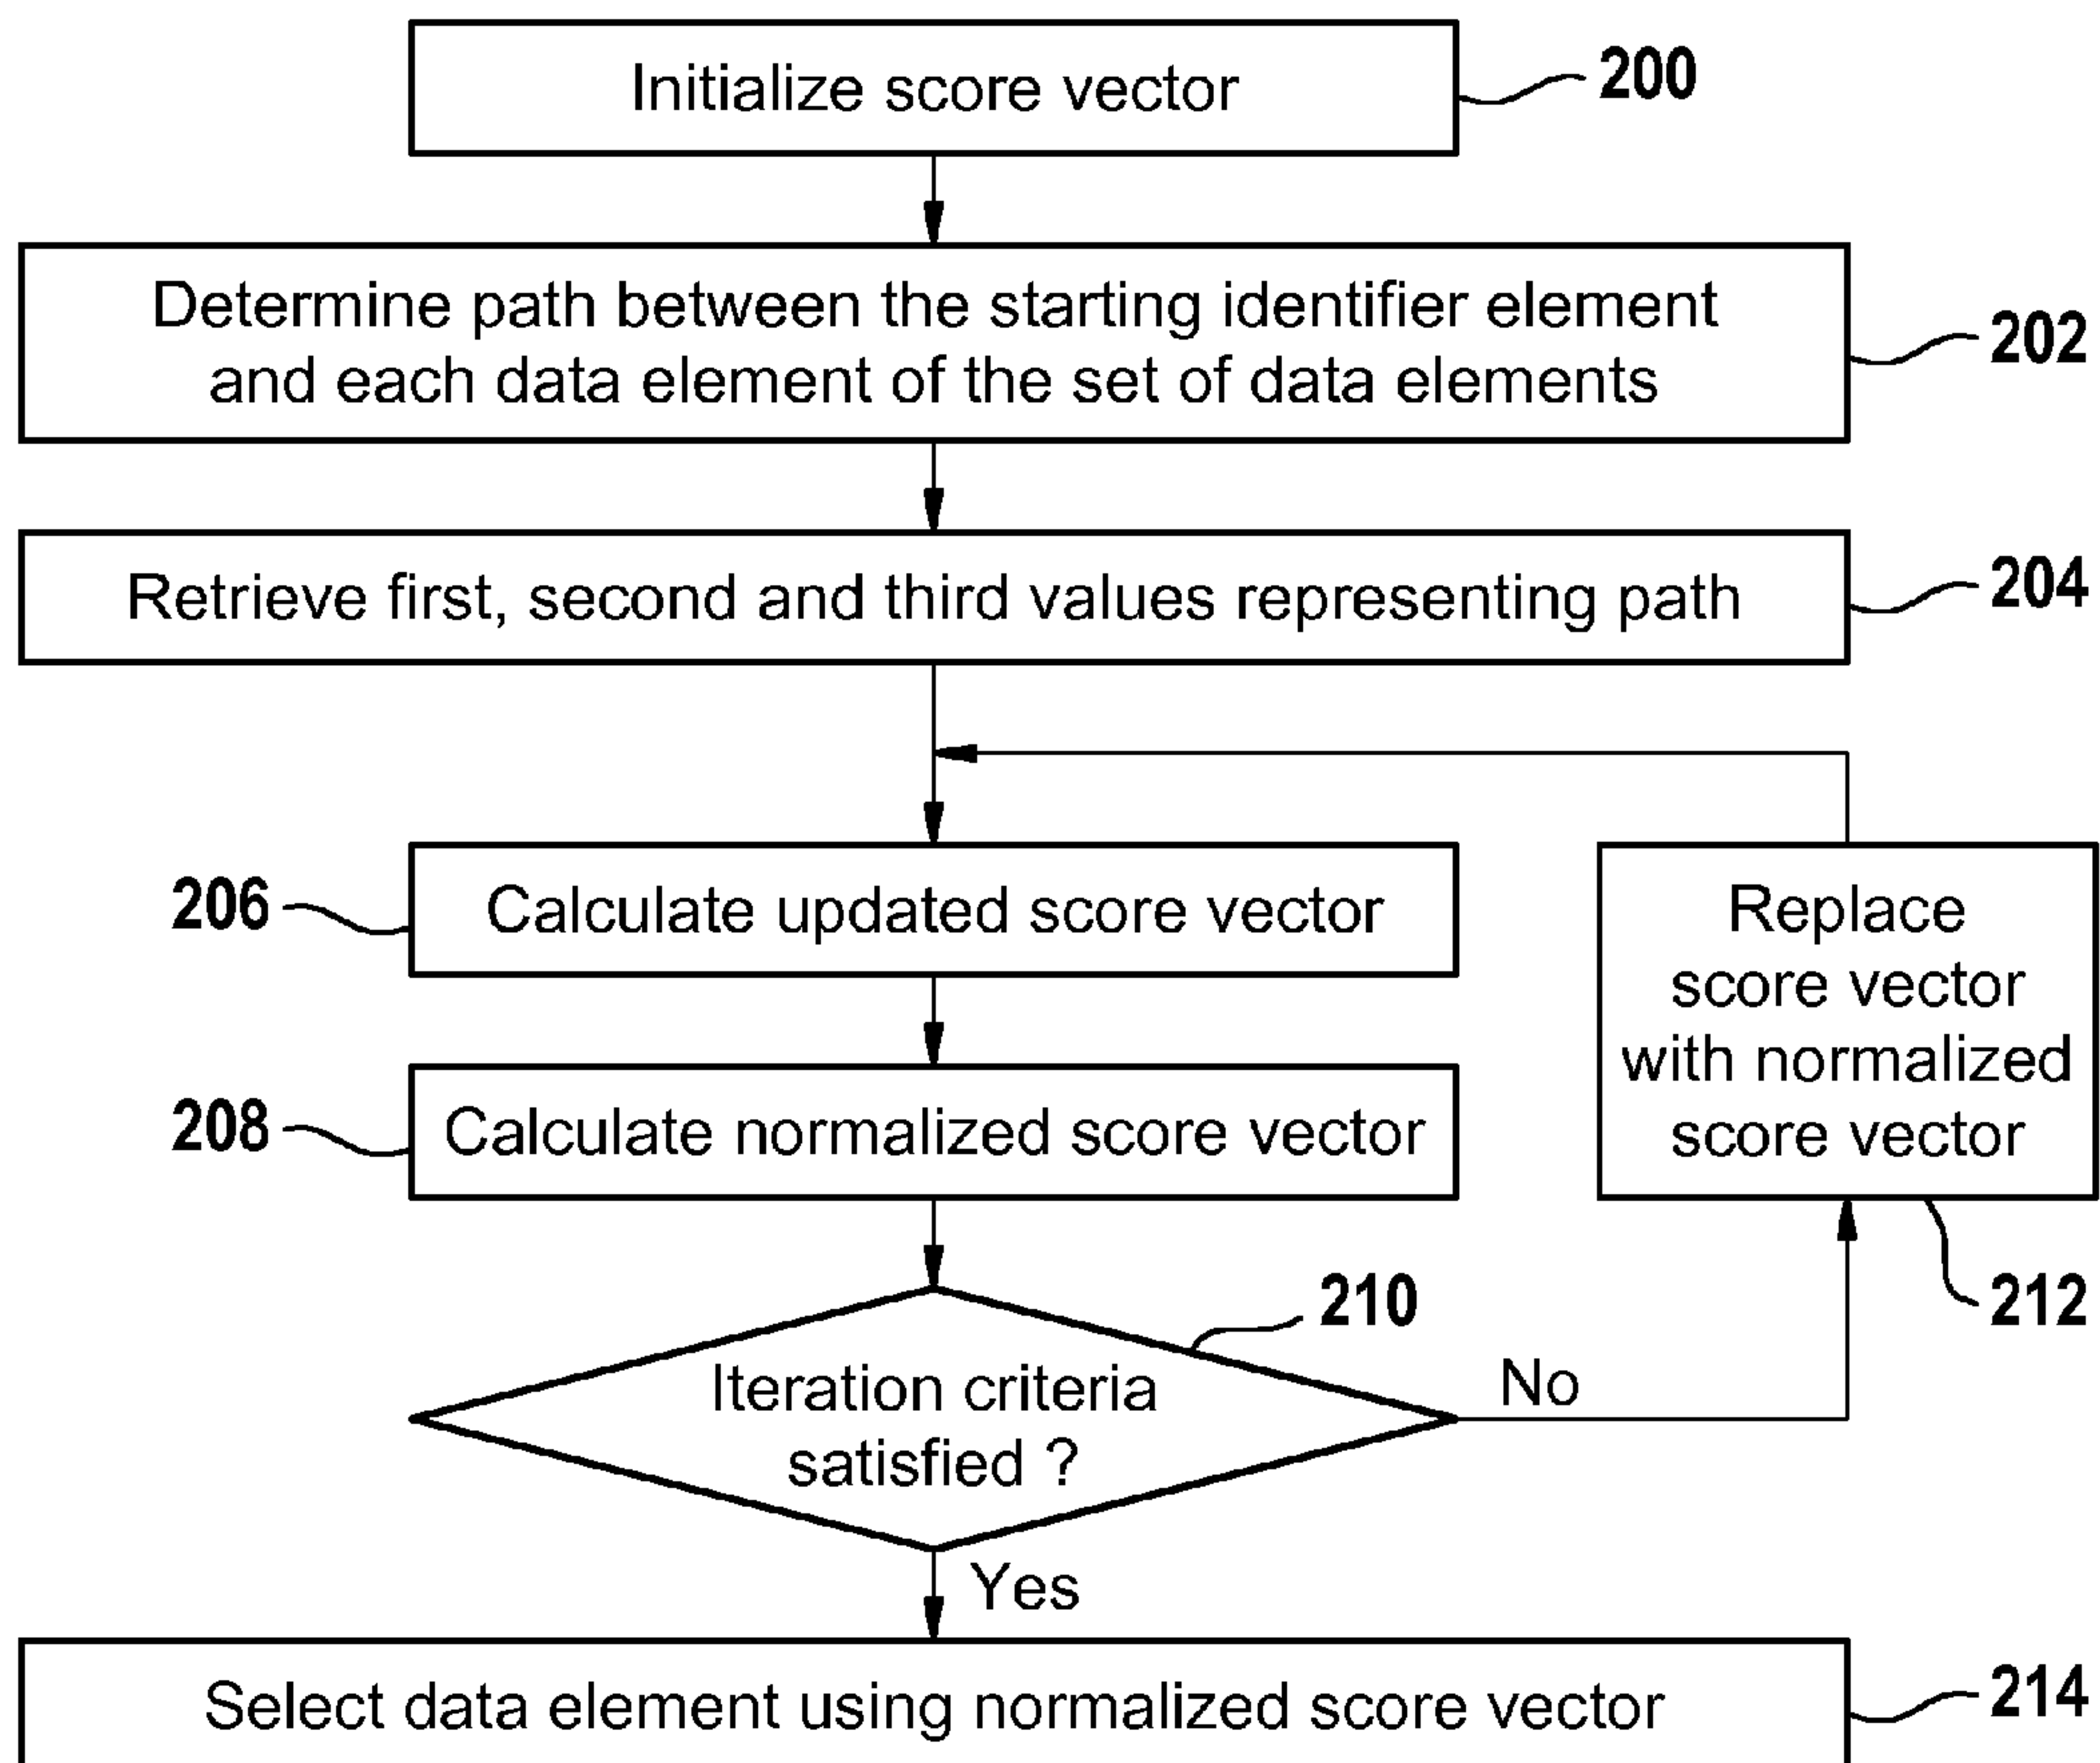 Initialize score vector
200
Determine path between the starting identifier element
and each data element of the set of data elements
202
Retrieve first, second and third values representing path
204
206
Calculate updated score vector
Replace
score vector
with normalized
score vector
208
Calculate normalized score vector
210
212
Iteration criteria
satisfied ?
No
Yes
Select data element using normalized score vector
214